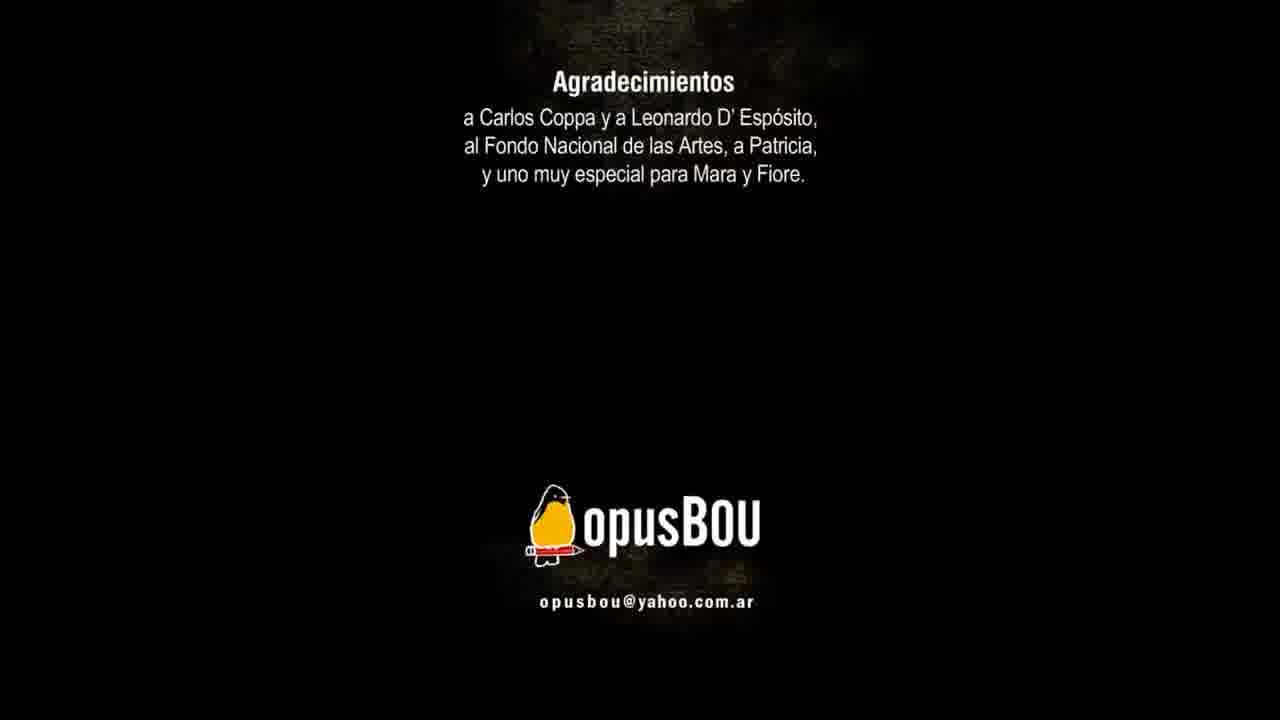 Agradecimientos
a Carlos Coppa y a Leonardo D' Espósito,
al Fondo Nacional de las Artes, a Patricia,
y uno muy especial para Mara y Fiore.
opusBOU
opusbou@yahoo.com.ar